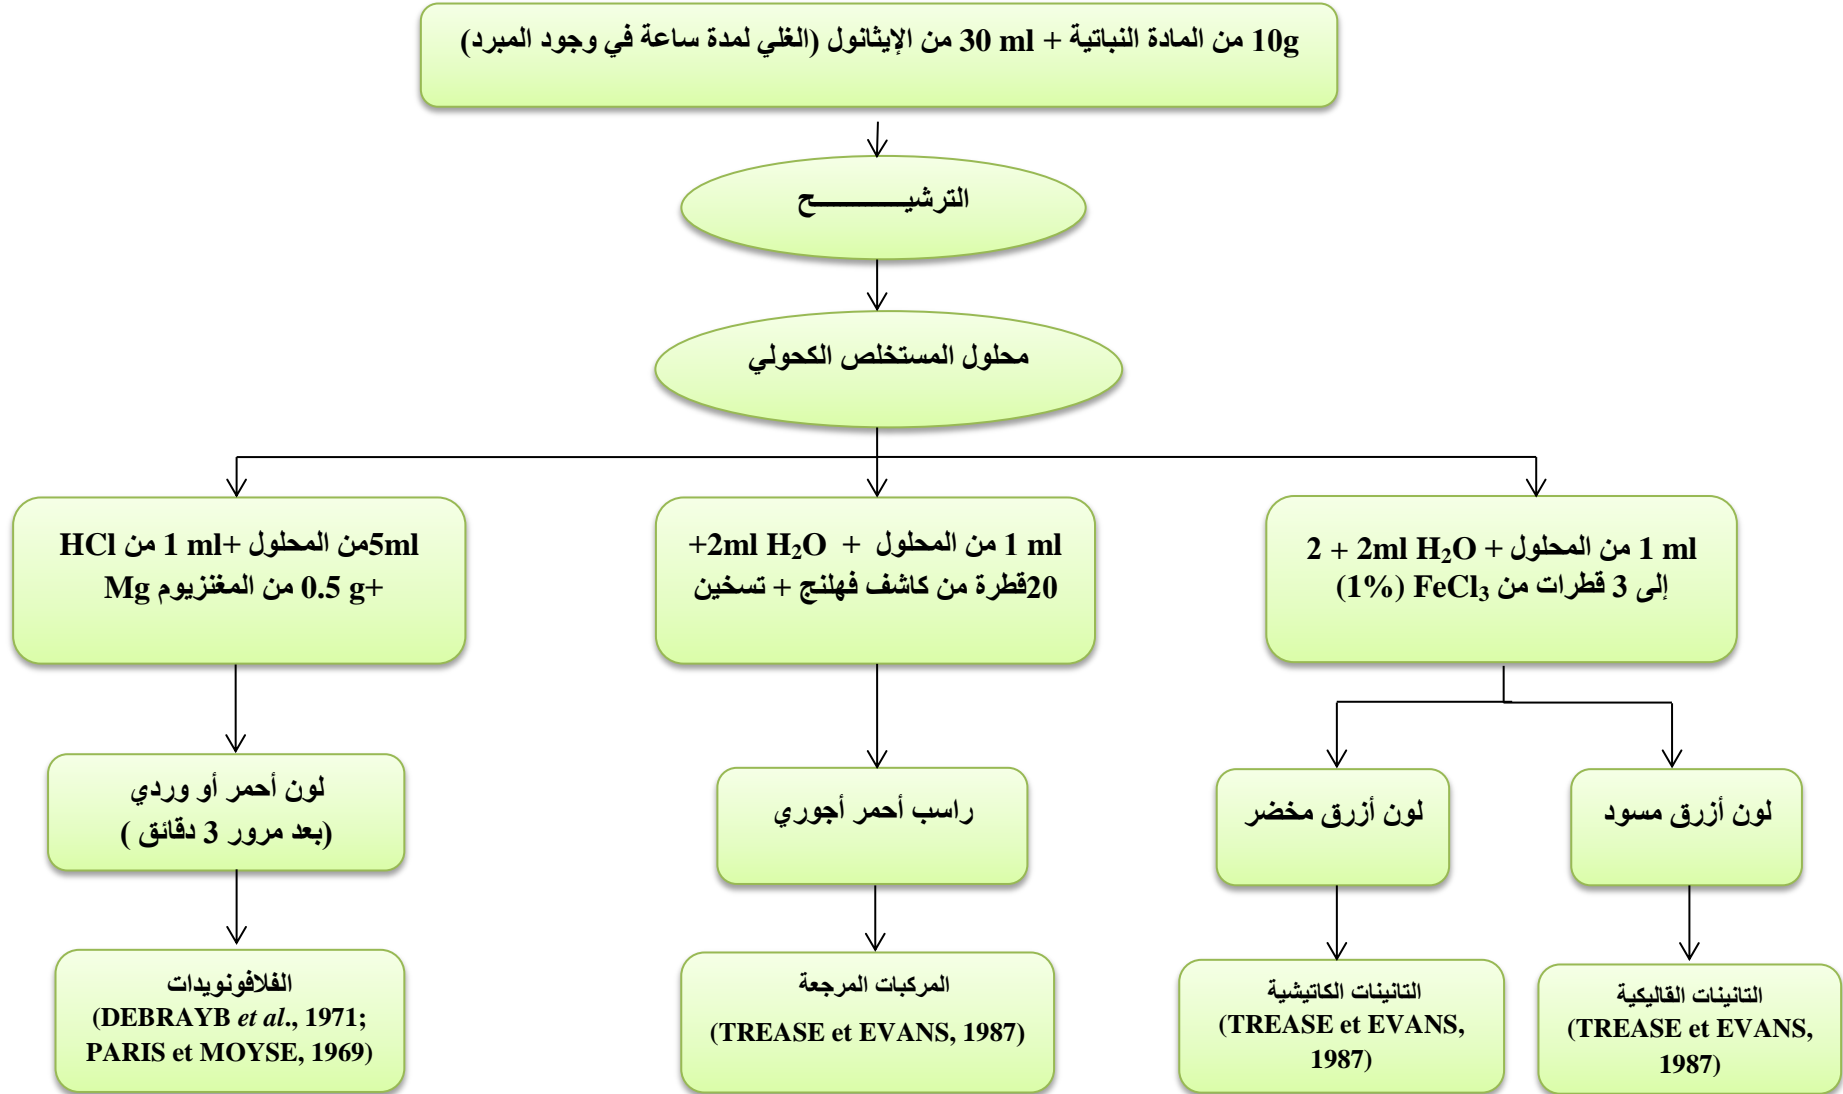 10g من المادة النباتية + 30 ml من الإيثانول (الغلي لمدة ساعة في وجود المبرد)
الترشيـــــــــــــح
محلول المستخلص الكحولي
1 ml من المحلول + 2ml H₂O + 2
إلى 3 قطرات من FeCl₃ (1%)
1 ml من المحلول + 2ml H₂O+
20قطرة من كاشف فهلنج + تسخين
5mlمن المحلول +1 ml من HCl
+0.5 g من المغنزيوم Mg
لون أزرق مسود
لون أزرق مخضر
راسب أحمر أجوري
لون أحمر أو وردي
(بعد مرور 3 دقائق )
التانينات القاليكية
(TREASE et EVANS,
1987)
التانينات الكاتيشية
(TREASE et EVANS,
1987)
المركبات المرجعة
(TREASE et EVANS, 1987)
الفلافونويدات
(DEBRAYB et al., 1971;
PARIS et MOYSE, 1969)